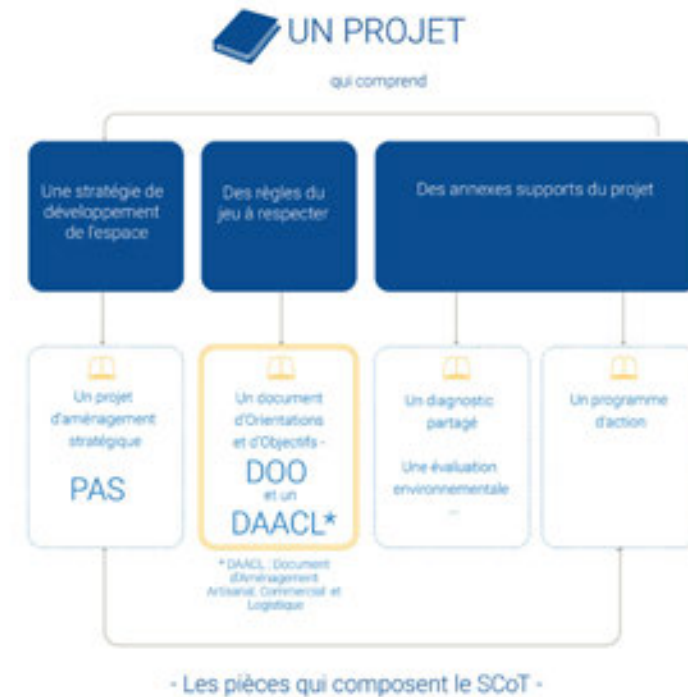 UN PROJET
qui comprend
Une stratégie de
développement
de l'espace
Des règles du
jeu à respecter
Des annexes supports du projet
Un projet
d'aménagement
stratégique
PAS
Un document
d'Orientations
et d'Objectifs -
DOO
et un
DAACL*
* DAACL : Document
d'Aménagement
Artisanal, Commercial et
Logistique
Un diagnostic
partagé
Une évaluation
environnementale
...
Un programme
d'action
- Les pièces qui composent le SCoT -